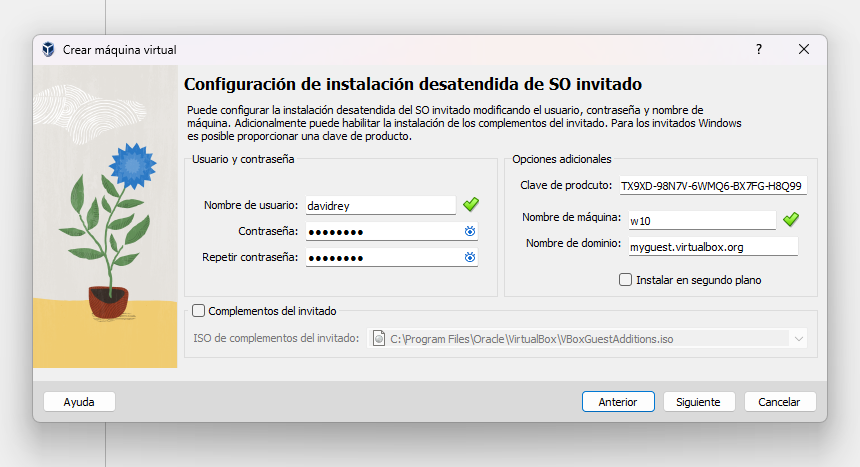 Crear máquina virtual
?
Configuración de instalación desatendida de SO invitado
Puede configurar la instalación desatendida del SO invitado modificando el usuario, contraseña y nombre de
máquina. Adicionalmente puede habilitar la instalación de los complementos del invitado. Para los invitados Windows
es posible proporcionar una clave de producto.
Usuario y contraseña
Nombre de usuario: davidrey
Contraseña: ●●●●●●●●
Repetir contraseña: ●●●●●●●●
Opciones adicionales
Clave de prodcuto: TX9XD-98N7V-6WMQ6-BX7FG-H8Q99
Nombre de máquina: w10
Nombre de dominio: myguest.virtualbox.org
Instalar en segundo plano
Complementos del invitado
ISO de complementos del invitado: C:\Program Files\Oracle\VirtualBox\VBoxGuestAdditions.iso
Ayuda
Anterior
Siguiente
Cancelar